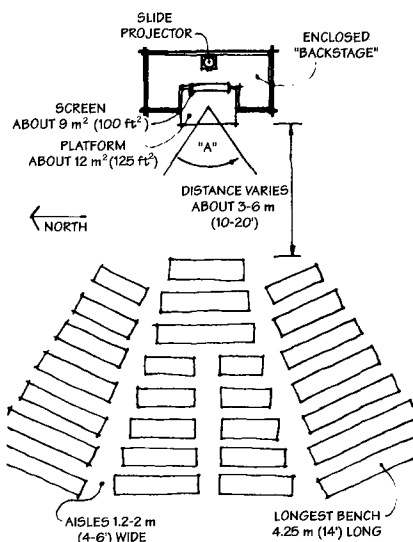 SLIDE
PROJECTOR
ENCLOSED
"BACKSTAGE"
SCREEN
ABOUT 9 m² (100 ft²)
PLATFORM
ABOUT 12 m² (125 ft²)
"A"
DISTANCE VARIES
ABOUT 3-6 m
(10-20')
NORTH
AISLES 1.2-2 m
(4-6') WIDE
LONGEST BENCH
4.25 m (14') LONG